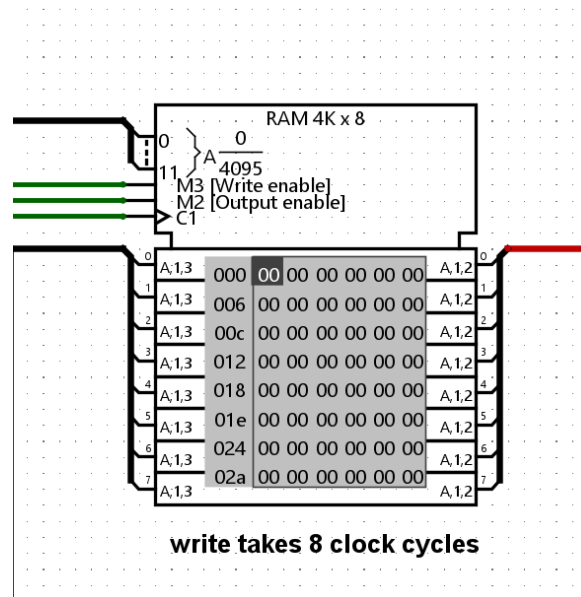 RAM 4K x 8
0
11
A
0
4095
M3 [Write enable]
M2 [Output enable]
C1
0 A,1,3 000 00 00 00 00 00 00 A,1,2 0
1 A,1,3 006 00 00 00 00 00 00 A,1,2 1
2 A,1,3 00c 00 00 00 00 00 00 A,1,2 2
3 A,1,3 012 00 00 00 00 00 00 A,1,2 3
4 A,1,3 018 00 00 00 00 00 00 A,1,2 4
5 A,1,3 01e 00 00 00 00 00 00 A,1,2 5
6 A,1,3 024 00 00 00 00 00 00 A,1,2 6
7 A,1,3 02a 00 00 00 00 00 00 A,1,2 7
write takes 8 clock cycles